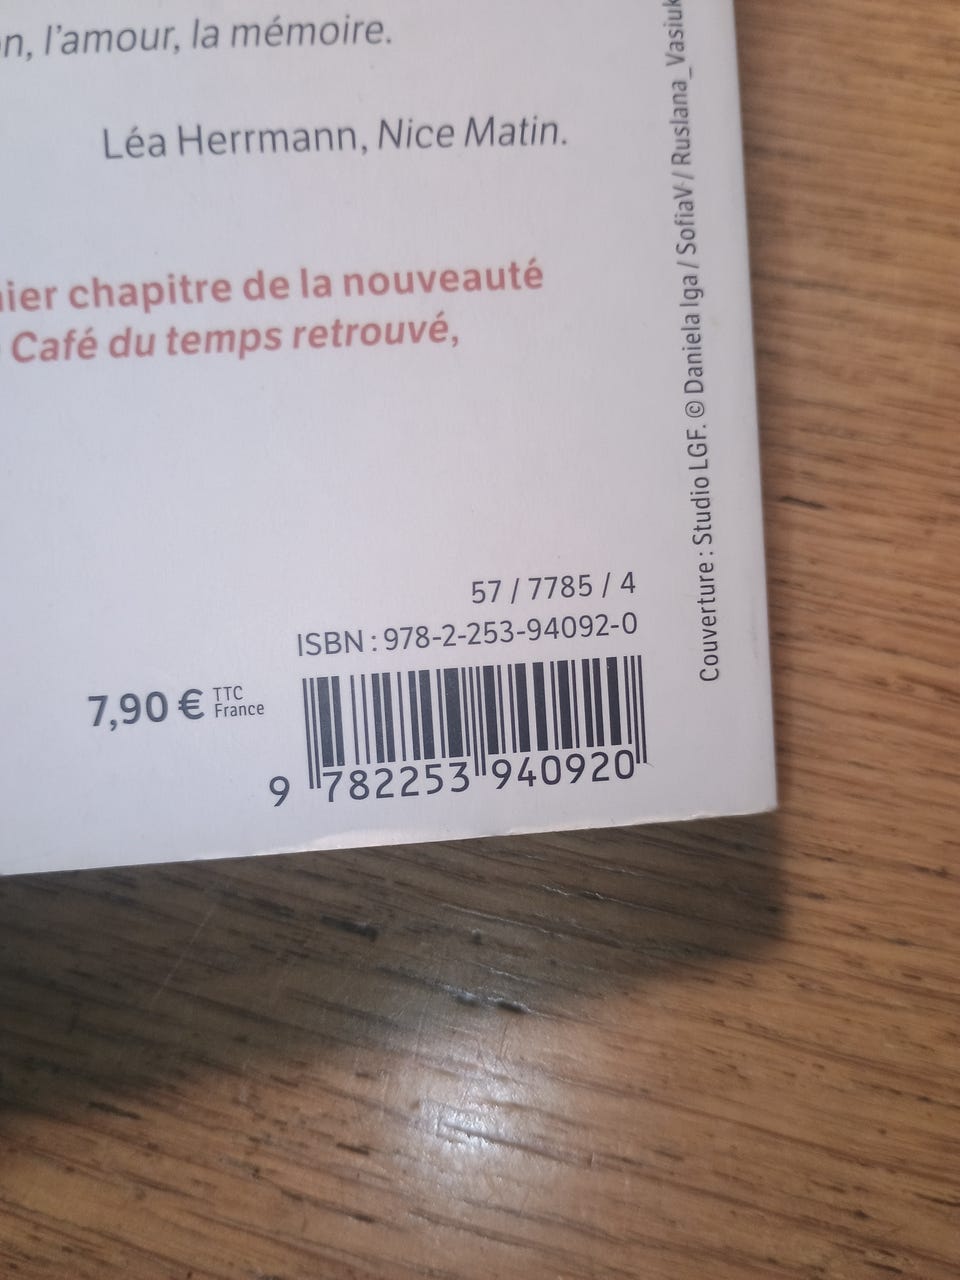 l'amour, la mémoire.
Léa Herrmann, Nice Matin.
chapitre de la nouveauté
Café du temps retrouvé,
57 / 7785 / 4
ISBN : 978-2-253-94092-0
7,90 € TTC France
9 782253 940920
Couverture : Studio LGF. © Daniela Iga / SofiaV / Ruslana_Vasiuk